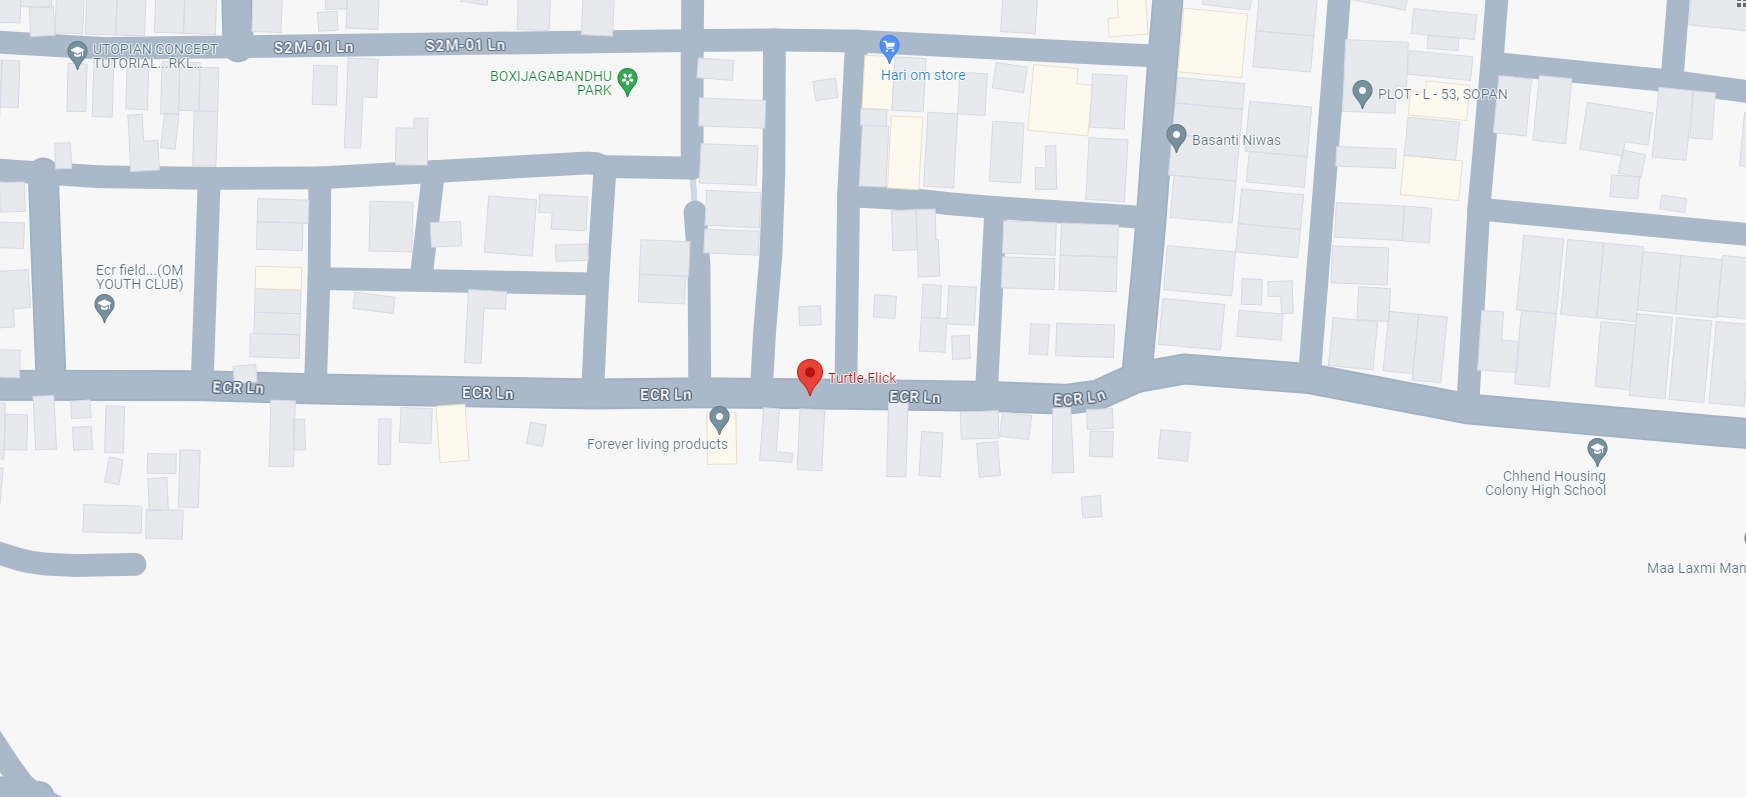 S2M-01 Ln
S2M-01 Ln
UTOPIAN CONCEPT
TUTORIAL...RKL...
BOXIJAGABANDHU
PARK
Hari om store
PLOT - L - 53, SOPAN
Basanti Niwas
Ecr field...(OM
YOUTH CLUB)
Turtle Flick
ECR Ln
ECR Ln
ECR Ln
ECR Ln
ECR Ln
Forever living products
Chhend Housing
Colony High School
Maa Laxmi Man